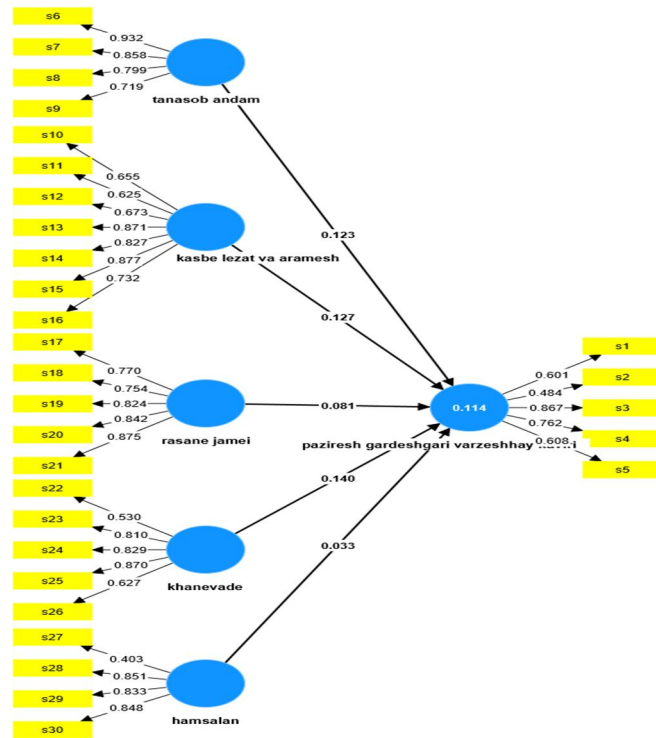 s6
s7
s8
s9
0.932
0.858
0.799
0.719
tanasob andam
s10
s11
s12
s13
s14
s15
s16
0.655
0.625
0.673
0.871
0.827
0.877
0.732
kasbe lezat va aramesh
s17
s18
s19
s20
s21
0.770
0.754
0.824
0.842
0.875
rasane jamei
s22
s23
s24
s25
s26
0.530
0.810
0.829
0.870
0.627
khanevade
s27
s28
s29
s30
0.403
0.851
0.833
0.848
hamsalan
0.123
0.127
0.081
0.140
0.033
0.114
paziresh gardeshgari varzeshhay
0.601
0.484
0.867
0.762
0.608
s1
s2
s3
s4
s5